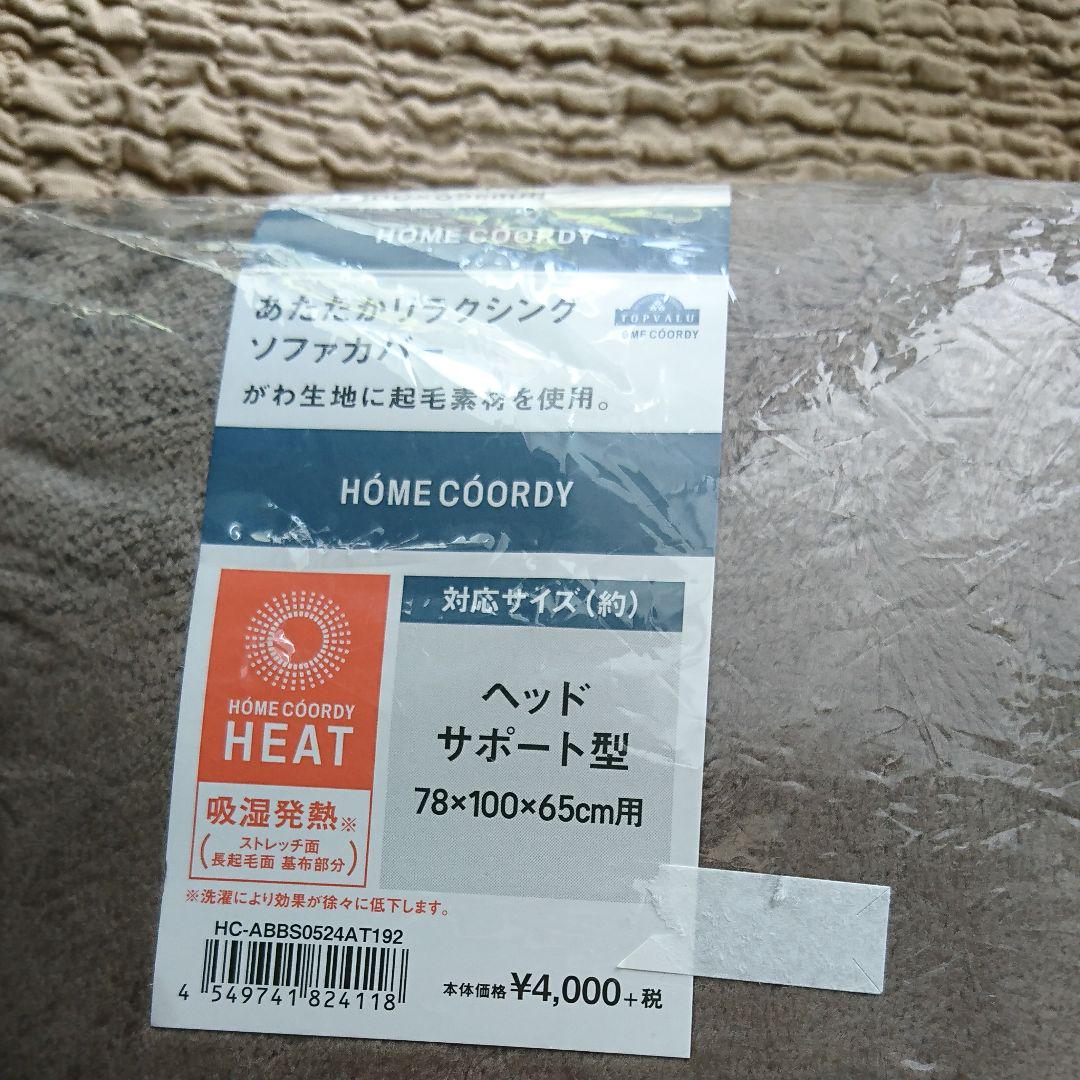 HOME COORDY
あたたかリラクシング
ソファカバー
TOPVALU
HOME CÓORDY
がわ生地に起毛素材を使用。
HÓME CÓORDY
HÓME CÓORDY
HEAT
吸湿発熱※
(ストレッチ面
長起毛面 基布部分)
対応サイズ(約)
ヘッド
サポート型
78×100×65cm用
※洗濯により効果が徐々に低下します。
HC-ABBS0524AT192
4 549741 824118
本体価格¥4,000+税